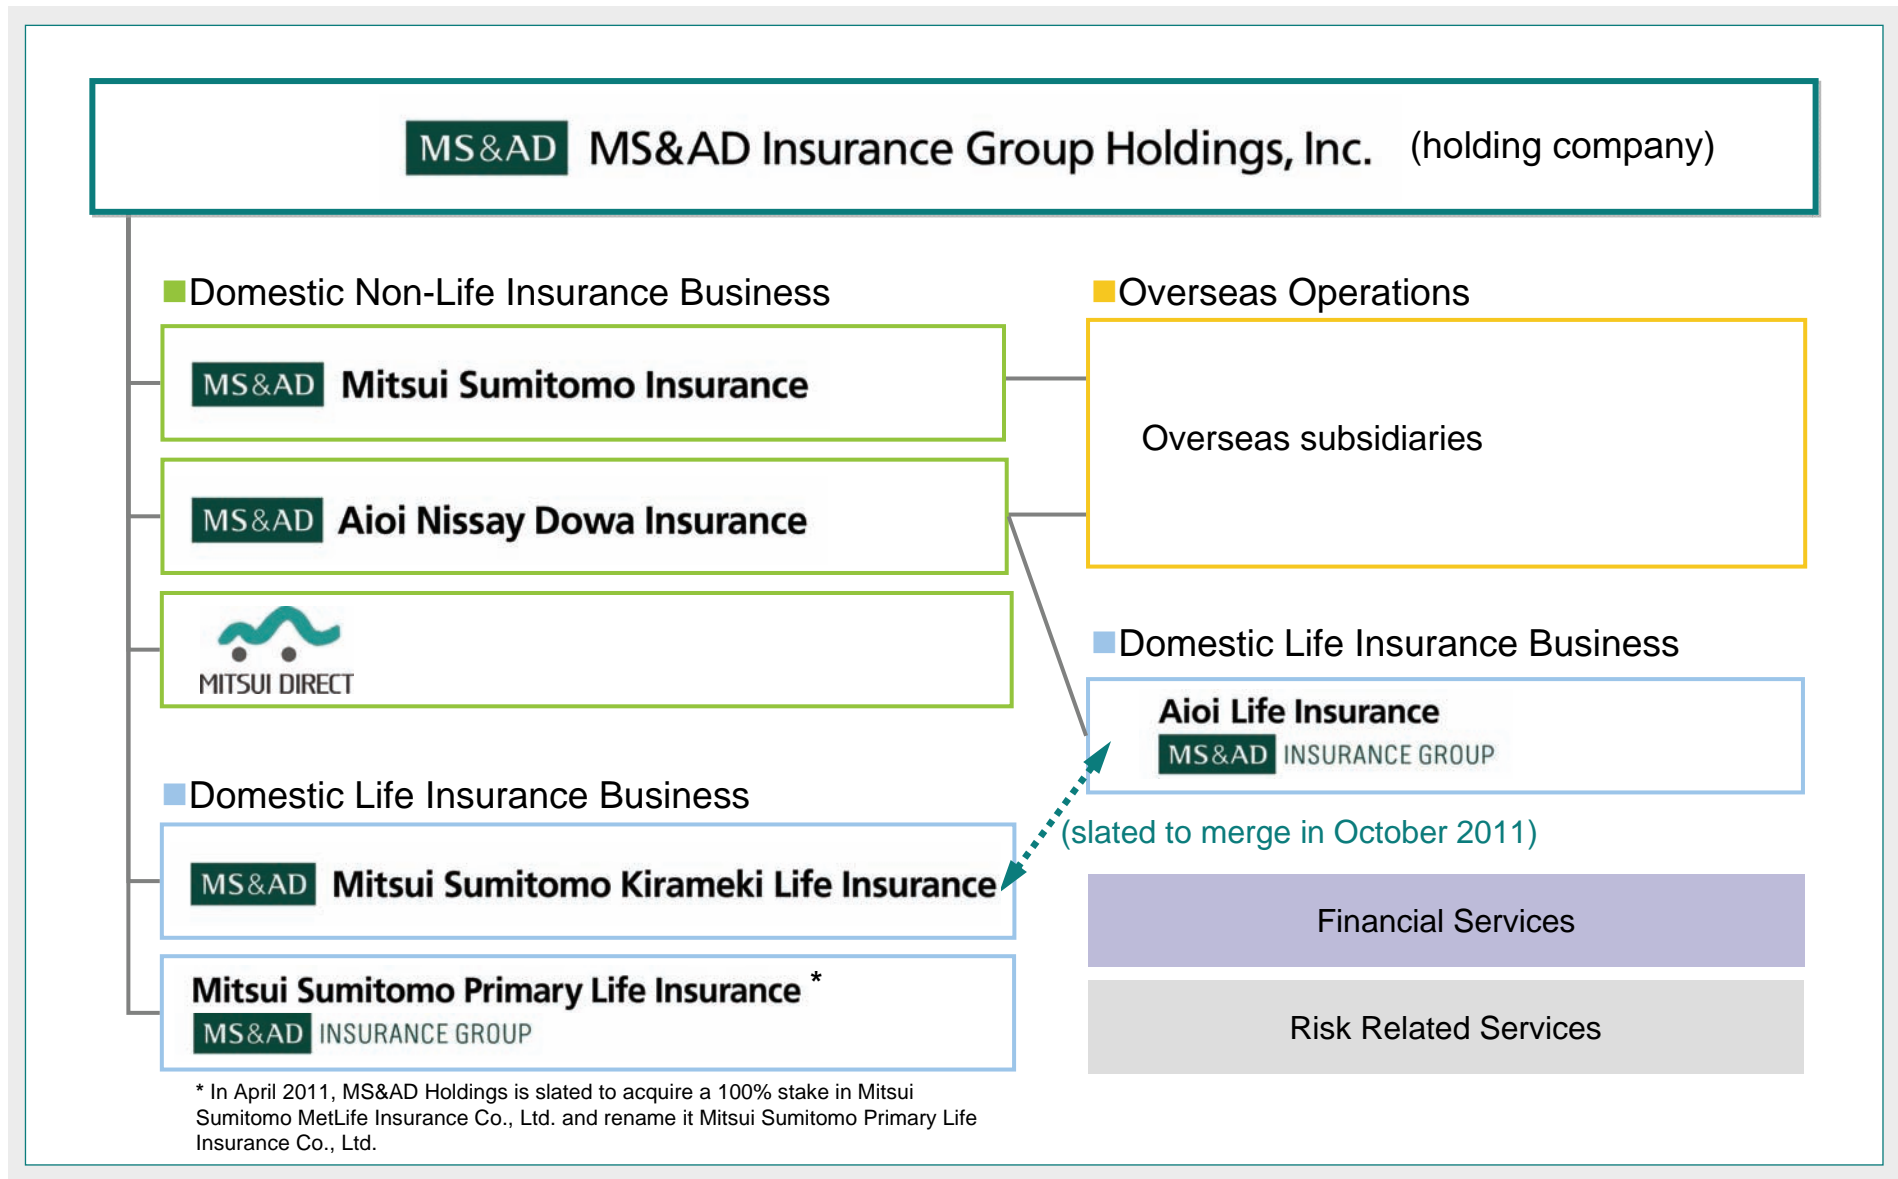 MS&AD MS&AD Insurance Group Holdings, Inc. (holding company)
■Domestic Non-Life Insurance Business
MS&AD Mitsui Sumitomo Insurance
MS&AD Aioi Nissay Dowa Insurance
MITSUI DIRECT
■Domestic Life Insurance Business
MS&AD Mitsui Sumitomo Kirameki Life Insurance
Mitsui Sumitomo Primary Life Insurance *
MS&AD INSURANCE GROUP
* In April 2011, MS&AD Holdings is slated to acquire a 100% stake in Mitsui
Sumitomo MetLife Insurance Co., Ltd. and rename it Mitsui Sumitomo Primary Life
Insurance Co., Ltd.
■Overseas Operations
Overseas subsidiaries
■Domestic Life Insurance Business
Aioi Life Insurance
MS&AD INSURANCE GROUP
(slated to merge in October 2011)
Financial Services
Risk Related Services